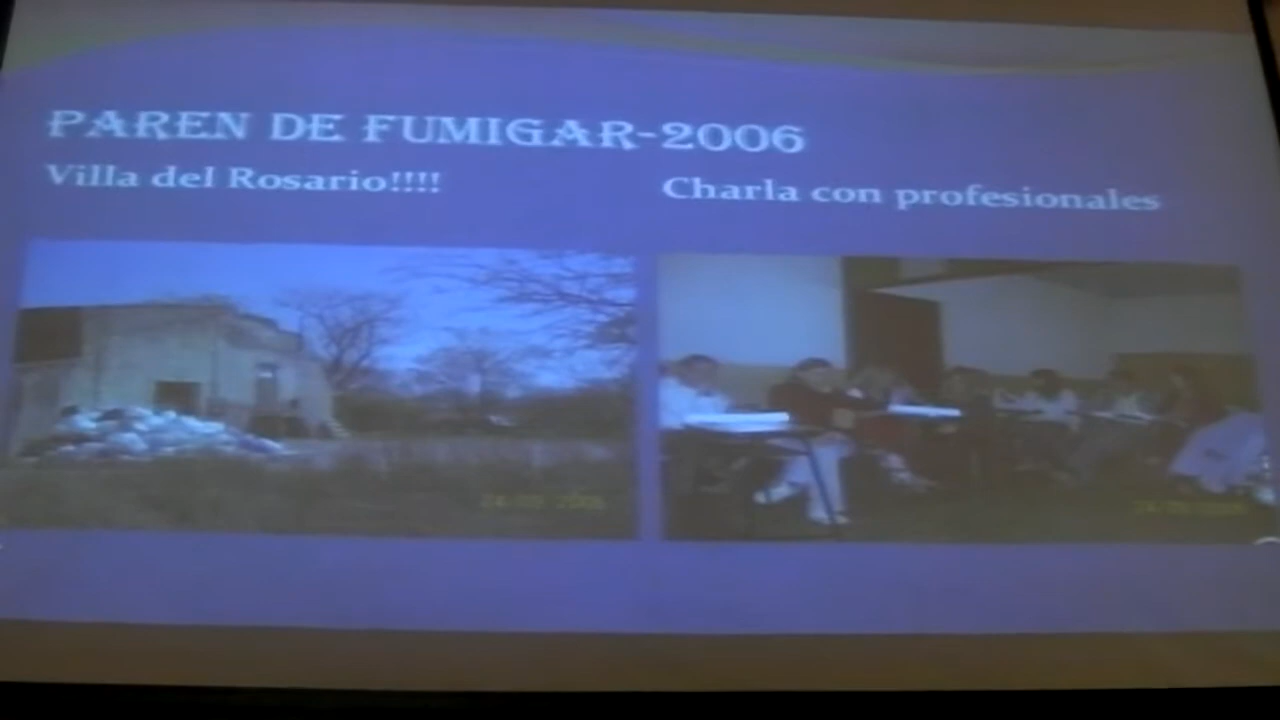 PAREN DE FUMIGAR-2006
Villa del Rosario!!!!
Charla con profesionales